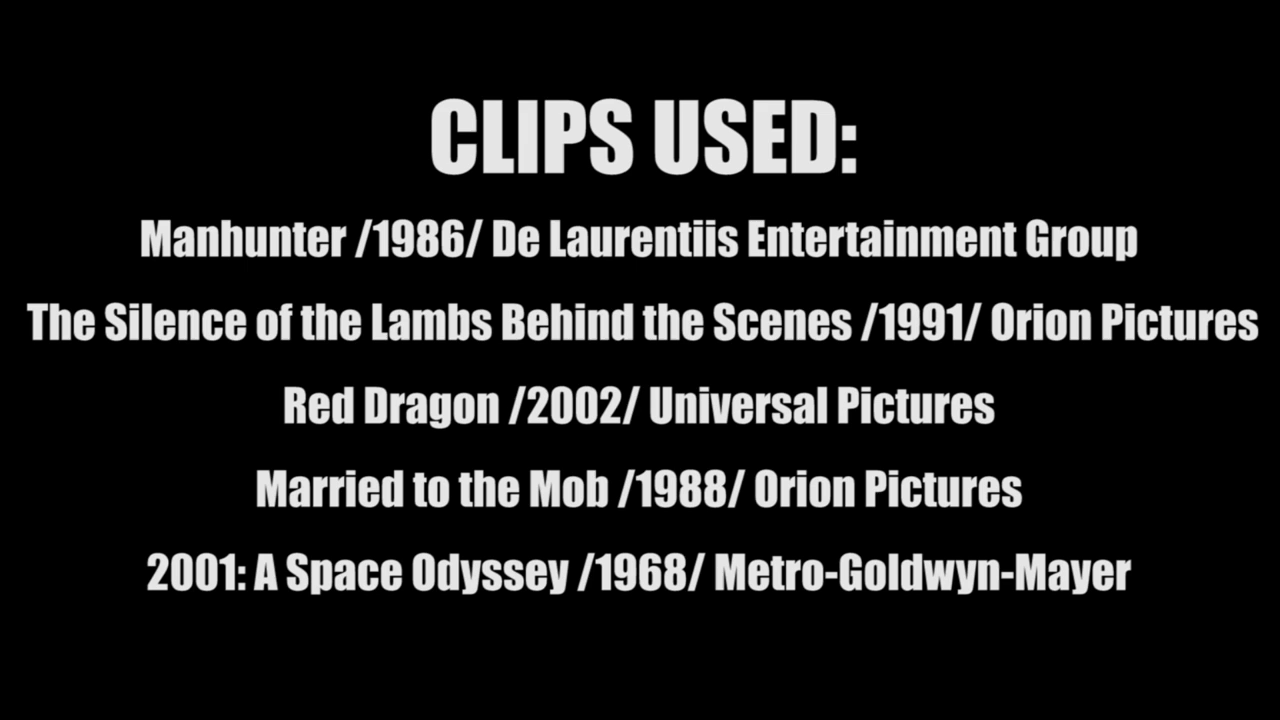 CLIPS USED:
Manhunter /1986/ De Laurentiis Entertainment Group
The Silence of the Lambs Behind the Scenes /1991/ Orion Pictures
Red Dragon /2002/ Universal Pictures
Married to the Mob /1988/ Orion Pictures
2001: A Space Odyssey /1968/ Metro-Goldwyn-Mayer